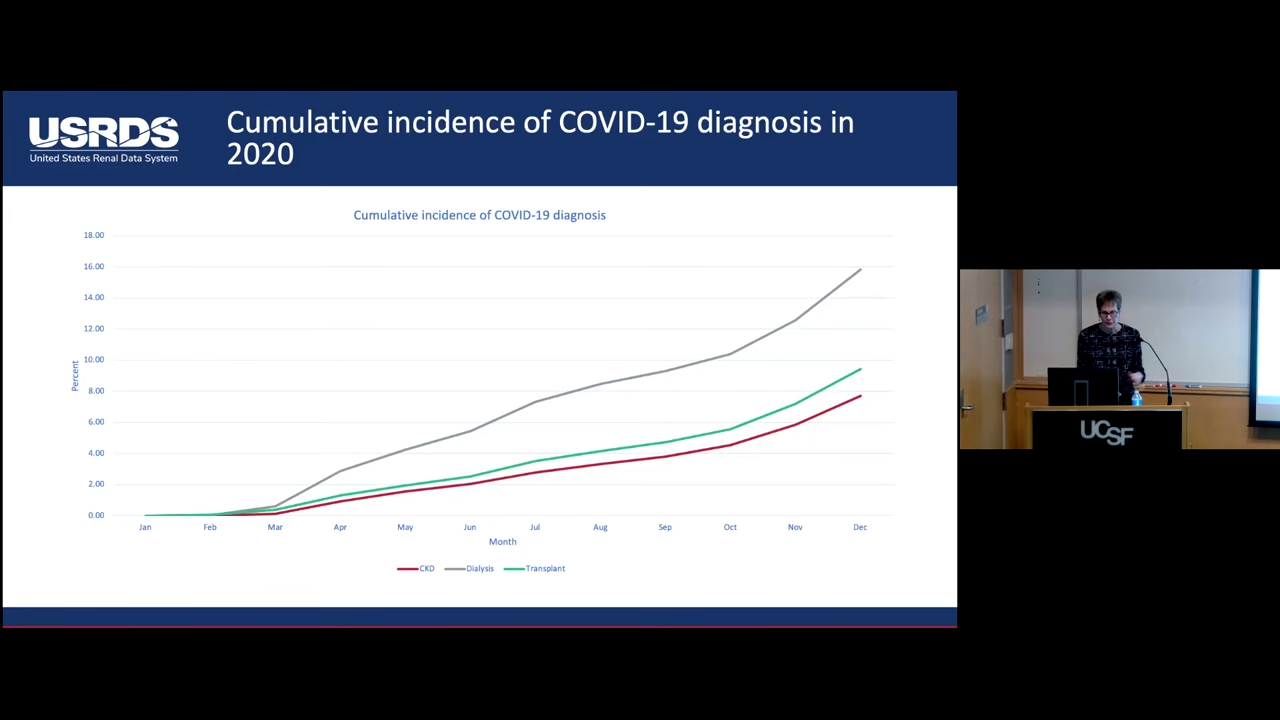 USRDS
United States Renal Data System
Cumulative incidence of COVID-19 diagnosis in
2020
Cumulative incidence of COVID-19 diagnosis
18.00
16.00
14.00
12.00
10.00
8.00
6.00
4.00
2.00
0.00
Percent
Jan Feb Mar Apr May Jun Jul Aug Sep Oct Nov Dec
Month
CKD Dialysis Transplant
UCSF